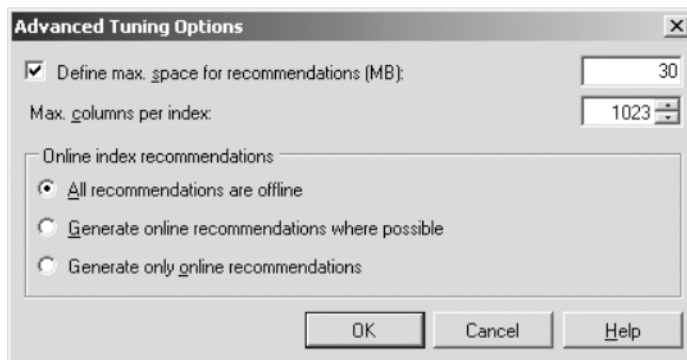 Advanced Tuning Options
Define max. space for recommendations (MB): 30
Max. columns per index: 1023
Online index recommendations
All recommendations are offline
Generate online recommendations where possible
Generate only online recommendations
OK Cancel Help